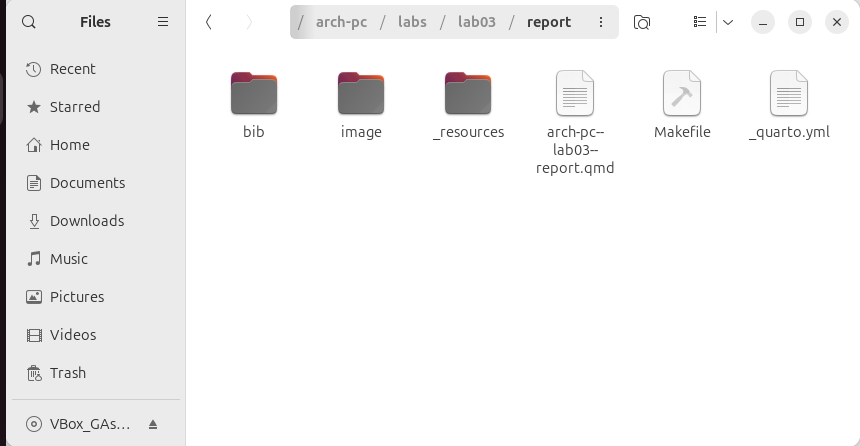 Files
/ arch-pc / labs / lab03 / report
Recent
Starred
Home
Documents
Downloads
Music
Pictures
Videos
Trash
VBox_GAs…
bib
image
_resources
arch-pc--
lab03--
report.qmd
Makefile
_quarto.yml